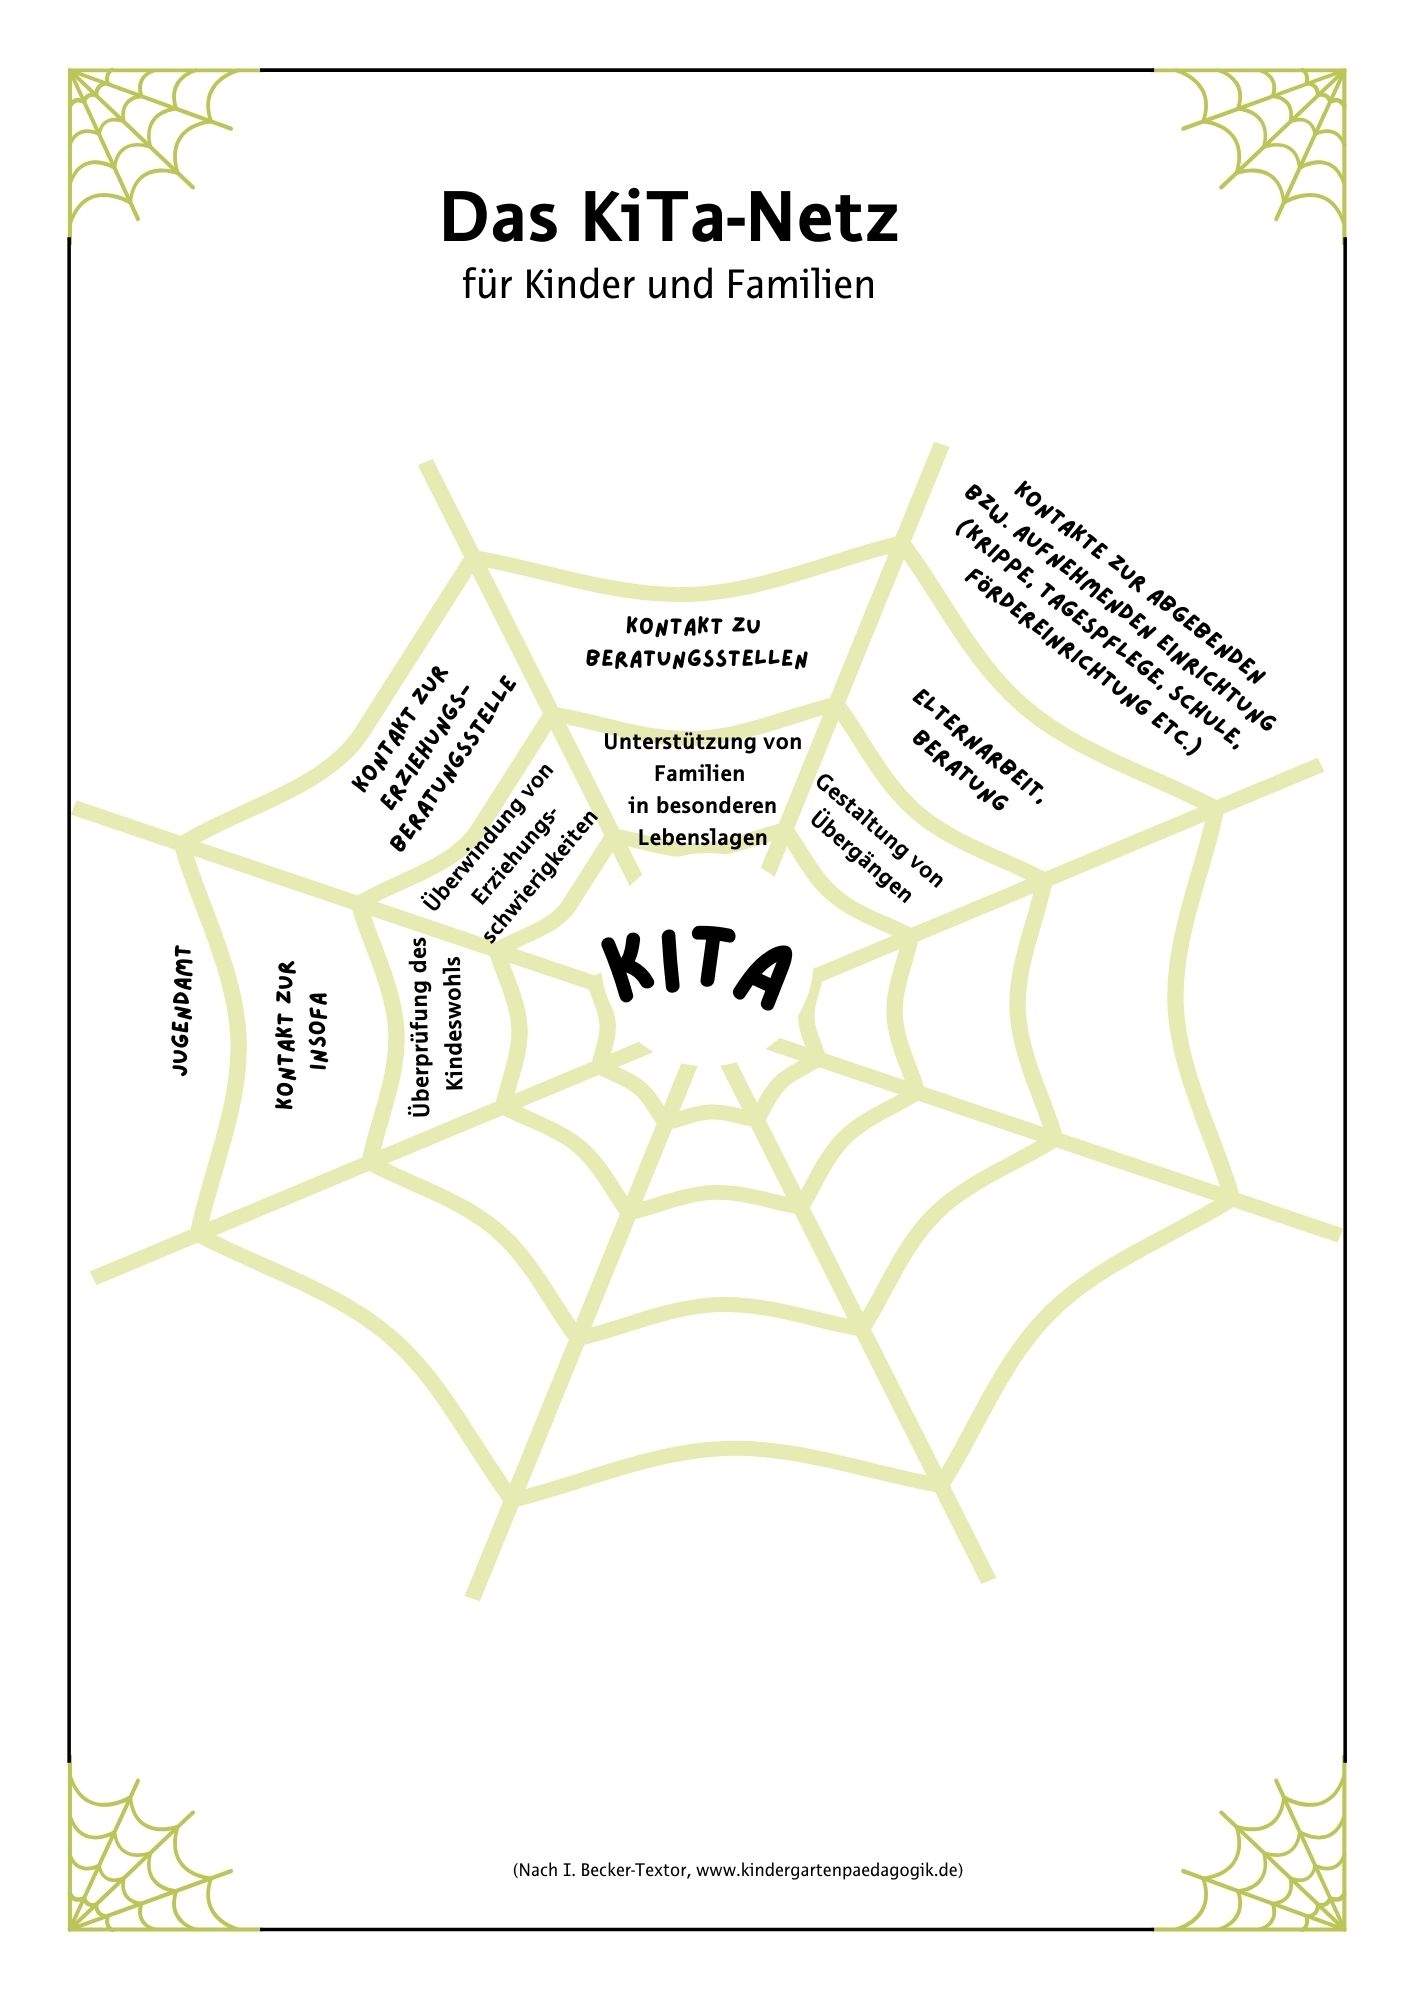 Das KiTa-Netz
für Kinder und Familien
KONTAKTE ZUR ABGEBENDEN
BZW. AUFNEHMENDEN EINRICHTUNG
(KRIPPE, TAGESPFLEGE, SCHULE,
FÖRDEREINRICHTUNG ETC.)
KONTAKT ZU
BERATUNGSSTELLEN
KONTAKT ZUR
ERZIEHUNGS-
BERATUNGSSTELLE
ELTERNARBEIT,
BERATUNG
Unterstützung von
Familien
in besonderen
Lebenslagen
Überwindung von
Erziehungs-
schwierigkeiten
Gestaltung von
Übergängen
KITA
JUGENDAMT
KONTAKT ZUR
INSOFA
Überprüfung des
Kindeswohls
(Nach I. Becker-Textor, www.kindergartenpaedagogik.de)